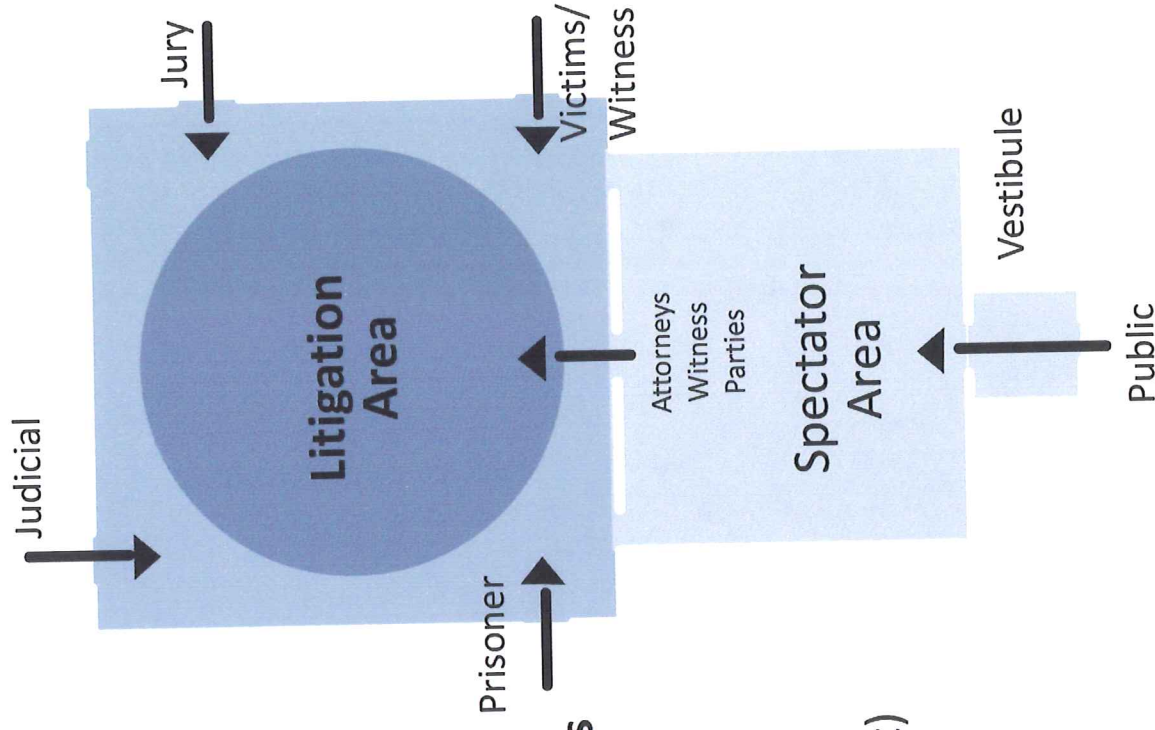 Judicial
Jury
Litigation
Area
Prisoner
Victims/
Witness
Attorneys
Witness
Parties
Spectator
Area
Vestibule
Public